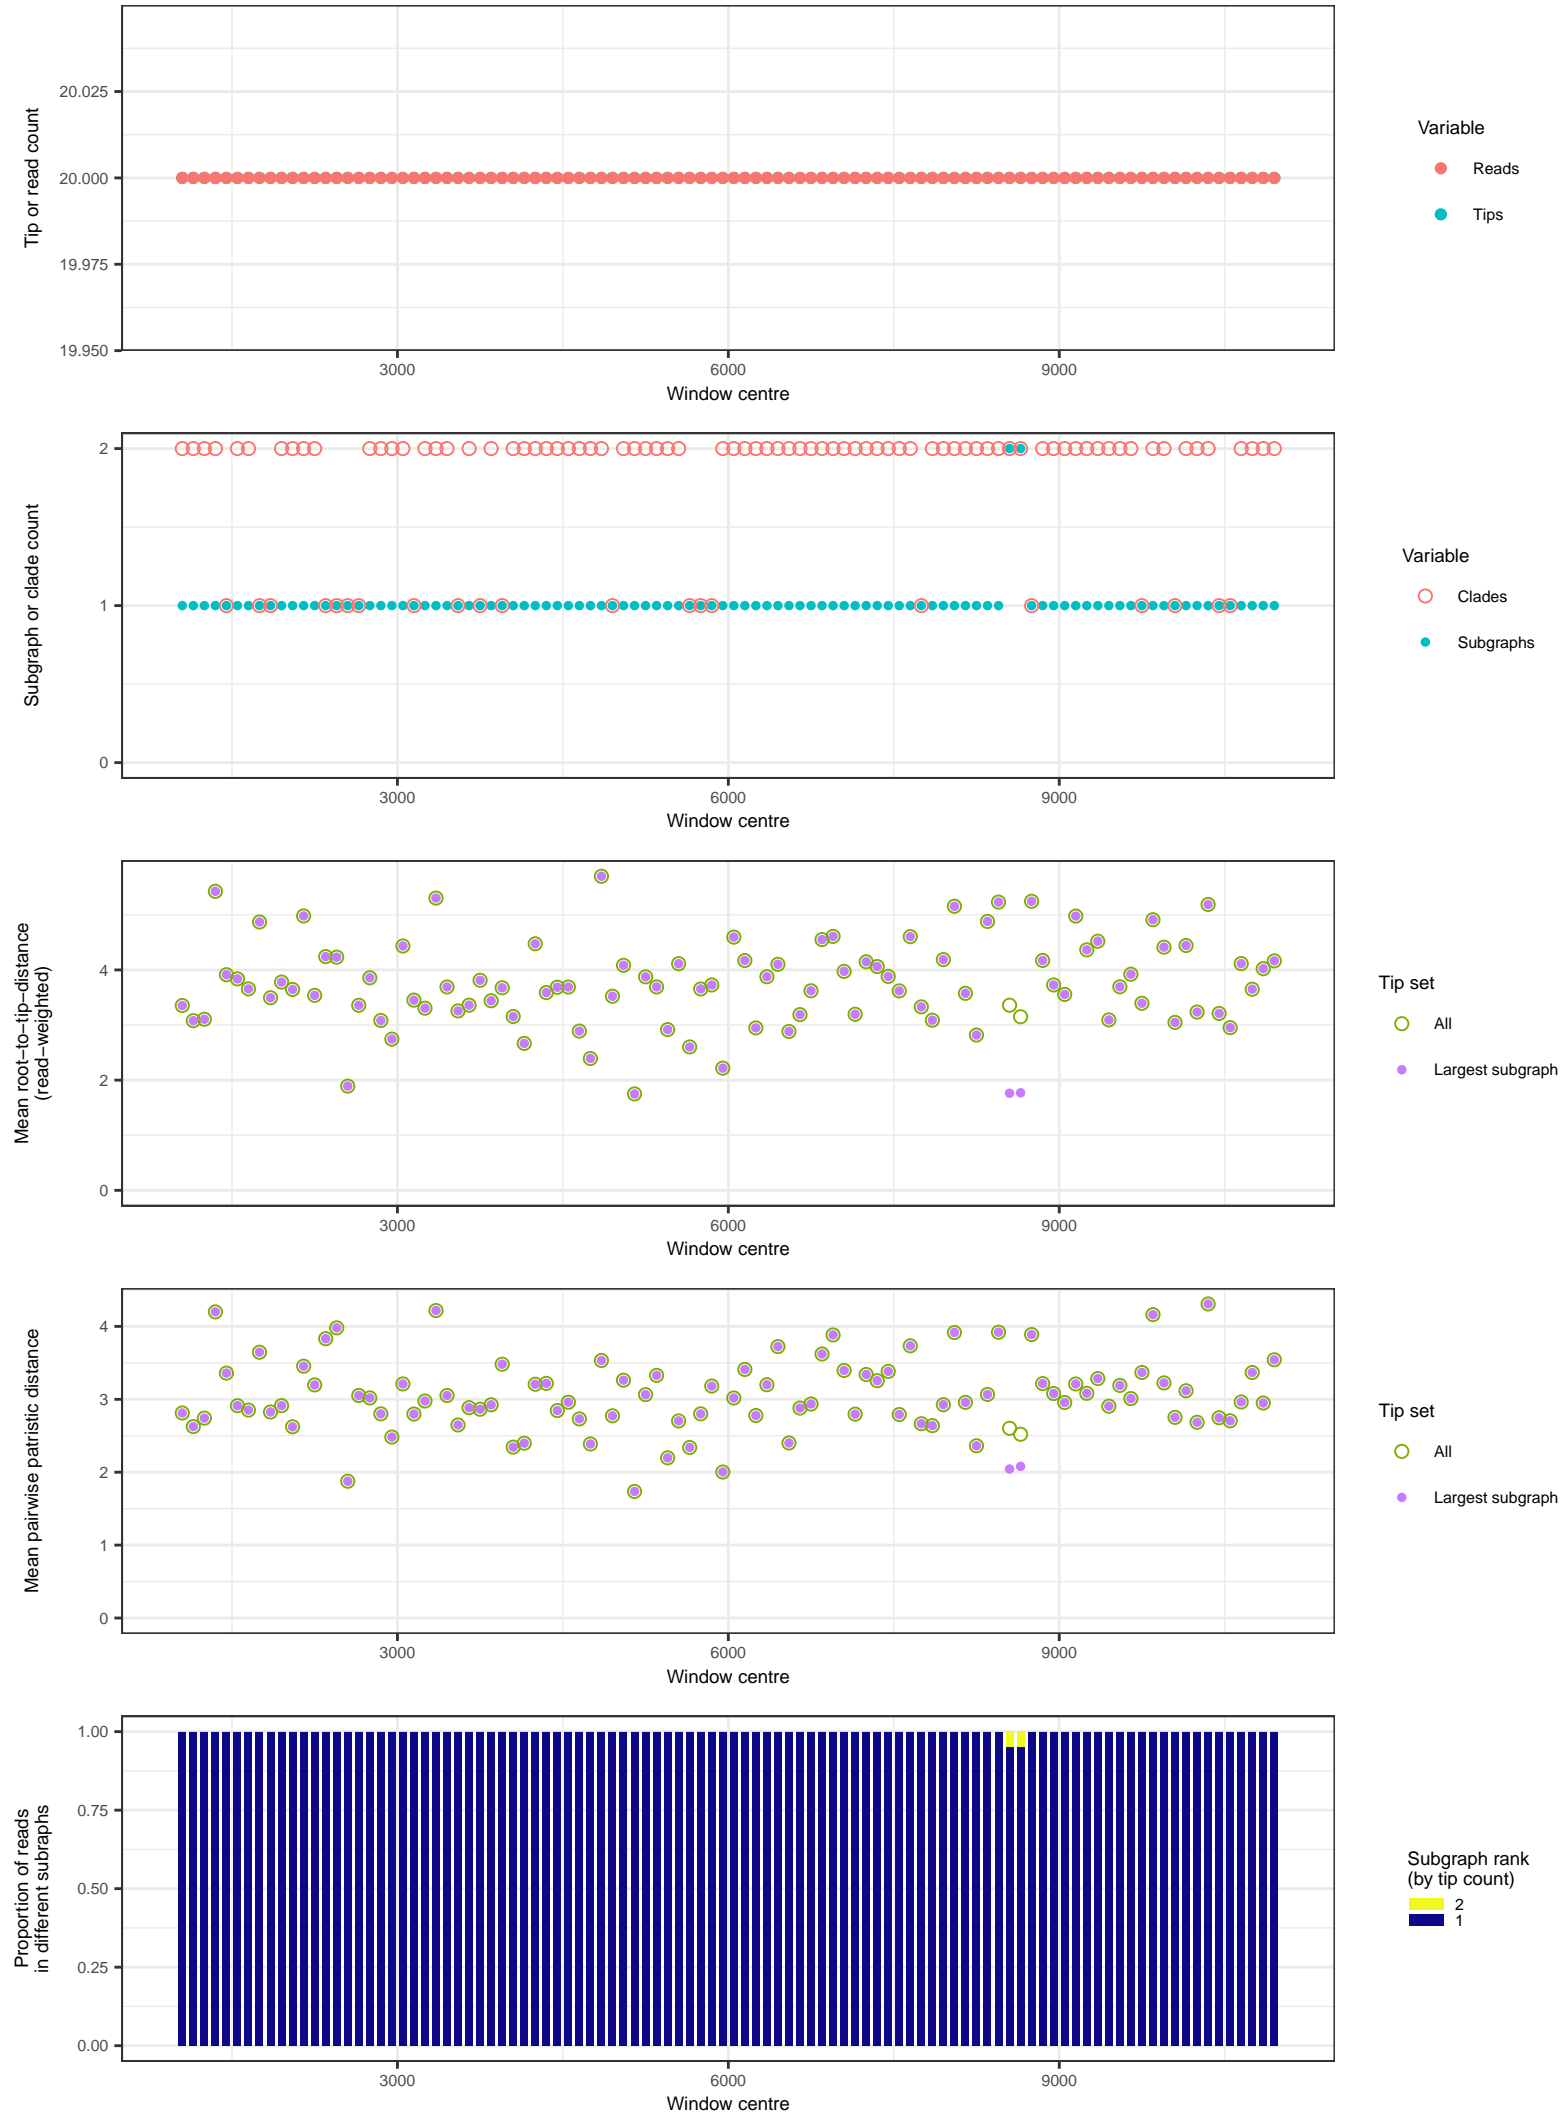 20.025
20.000
19.975
19.950
Tip or read count
3000
6000
9000
Window centre
Variable
Reads
Tips
2
1
0
Subgraph or clade count
3000
6000
9000
Window centre
Variable
Clades
Subgraphs
4
2
0
Mean root−to−tip−distance
(read−weighted)
3000
6000
9000
Window centre
Tip set
All
Largest subgraph
4
3
2
1
0
Mean pairwise patristic distance
3000
6000
9000
Window centre
Tip set
All
Largest subgraph
1.00
0.75
0.50
0.25
0.00
Proportion of reads
in different subraphs
3000
6000
9000
Window centre
Subgraph rank
(by tip count)
2
1